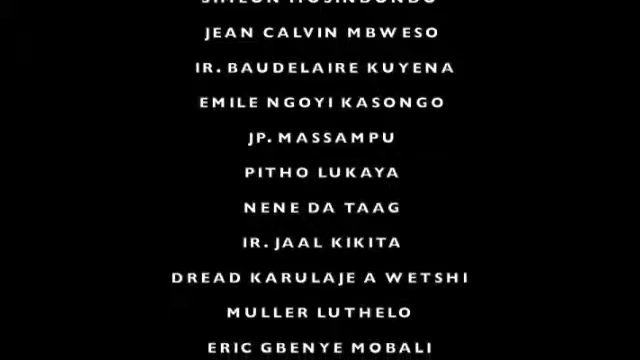 JEAN CALVIN MBWESO
IR. BAUDELAIRE KUYENA
EMILE NGOYI KASONGO
JP. MASSAMPU
PITHO LUKAYA
NENE DA TAAG
IR. JAAL KIKITA
DREAD KARULAJE A WETSHI
MULLER LUTHELO
ERIC GBENYE MOBALI